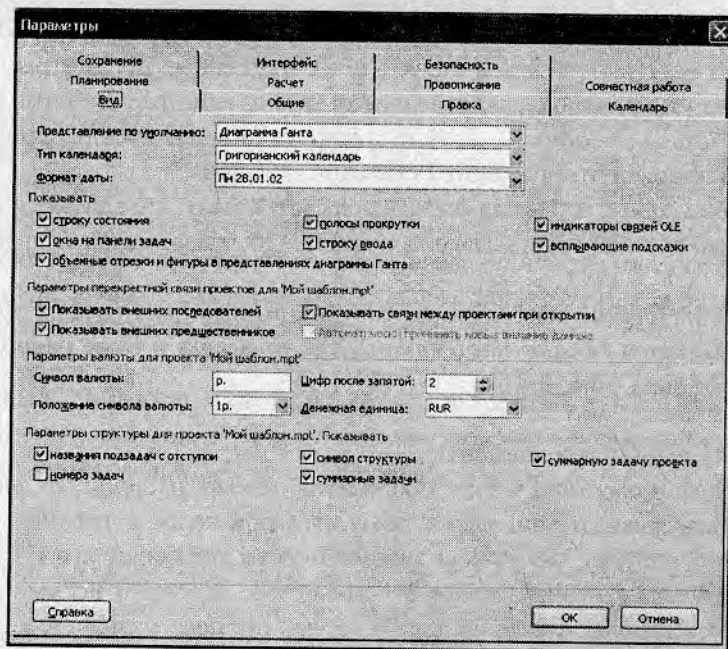 Параметры
Сохранение Интерфейс Безопасность
Планирование Расчет Правописание Совместная работа
Вид Общие Правка Календарь
Представление по умолчанию: Диаграмма Ганта
Тип календаря: Григорианский календарь
Формат даты: Пн 28.01.02
Показывать
строку состояния полосы прокрутки индикаторы связей OLE
окна на панели задач строку ввода всплывающие подсказки
объемные отрезки и фигуры в представлениях диаграммы Ганта
Параметры перекрестной связи проектов для 'Мой шаблон.mpt'
Показывать внешних последователей Показывать связи между проектами при открытии
Показывать внешних предшественников принимать новые внешние данные
Параметры валюты для проекта 'Мой шаблон.mpt'
Символ валюты: р. Цифр после запятой: 2
Положение символа валюты: 1р. Денежная единица: RUR
Параметры структуры для проекта 'Мой шаблон.mpt'. Показывать
названия подзадач с отступом символ структуры суммарную задачу проекта
номера задач суммарные задачи
Справка ОК Отмена